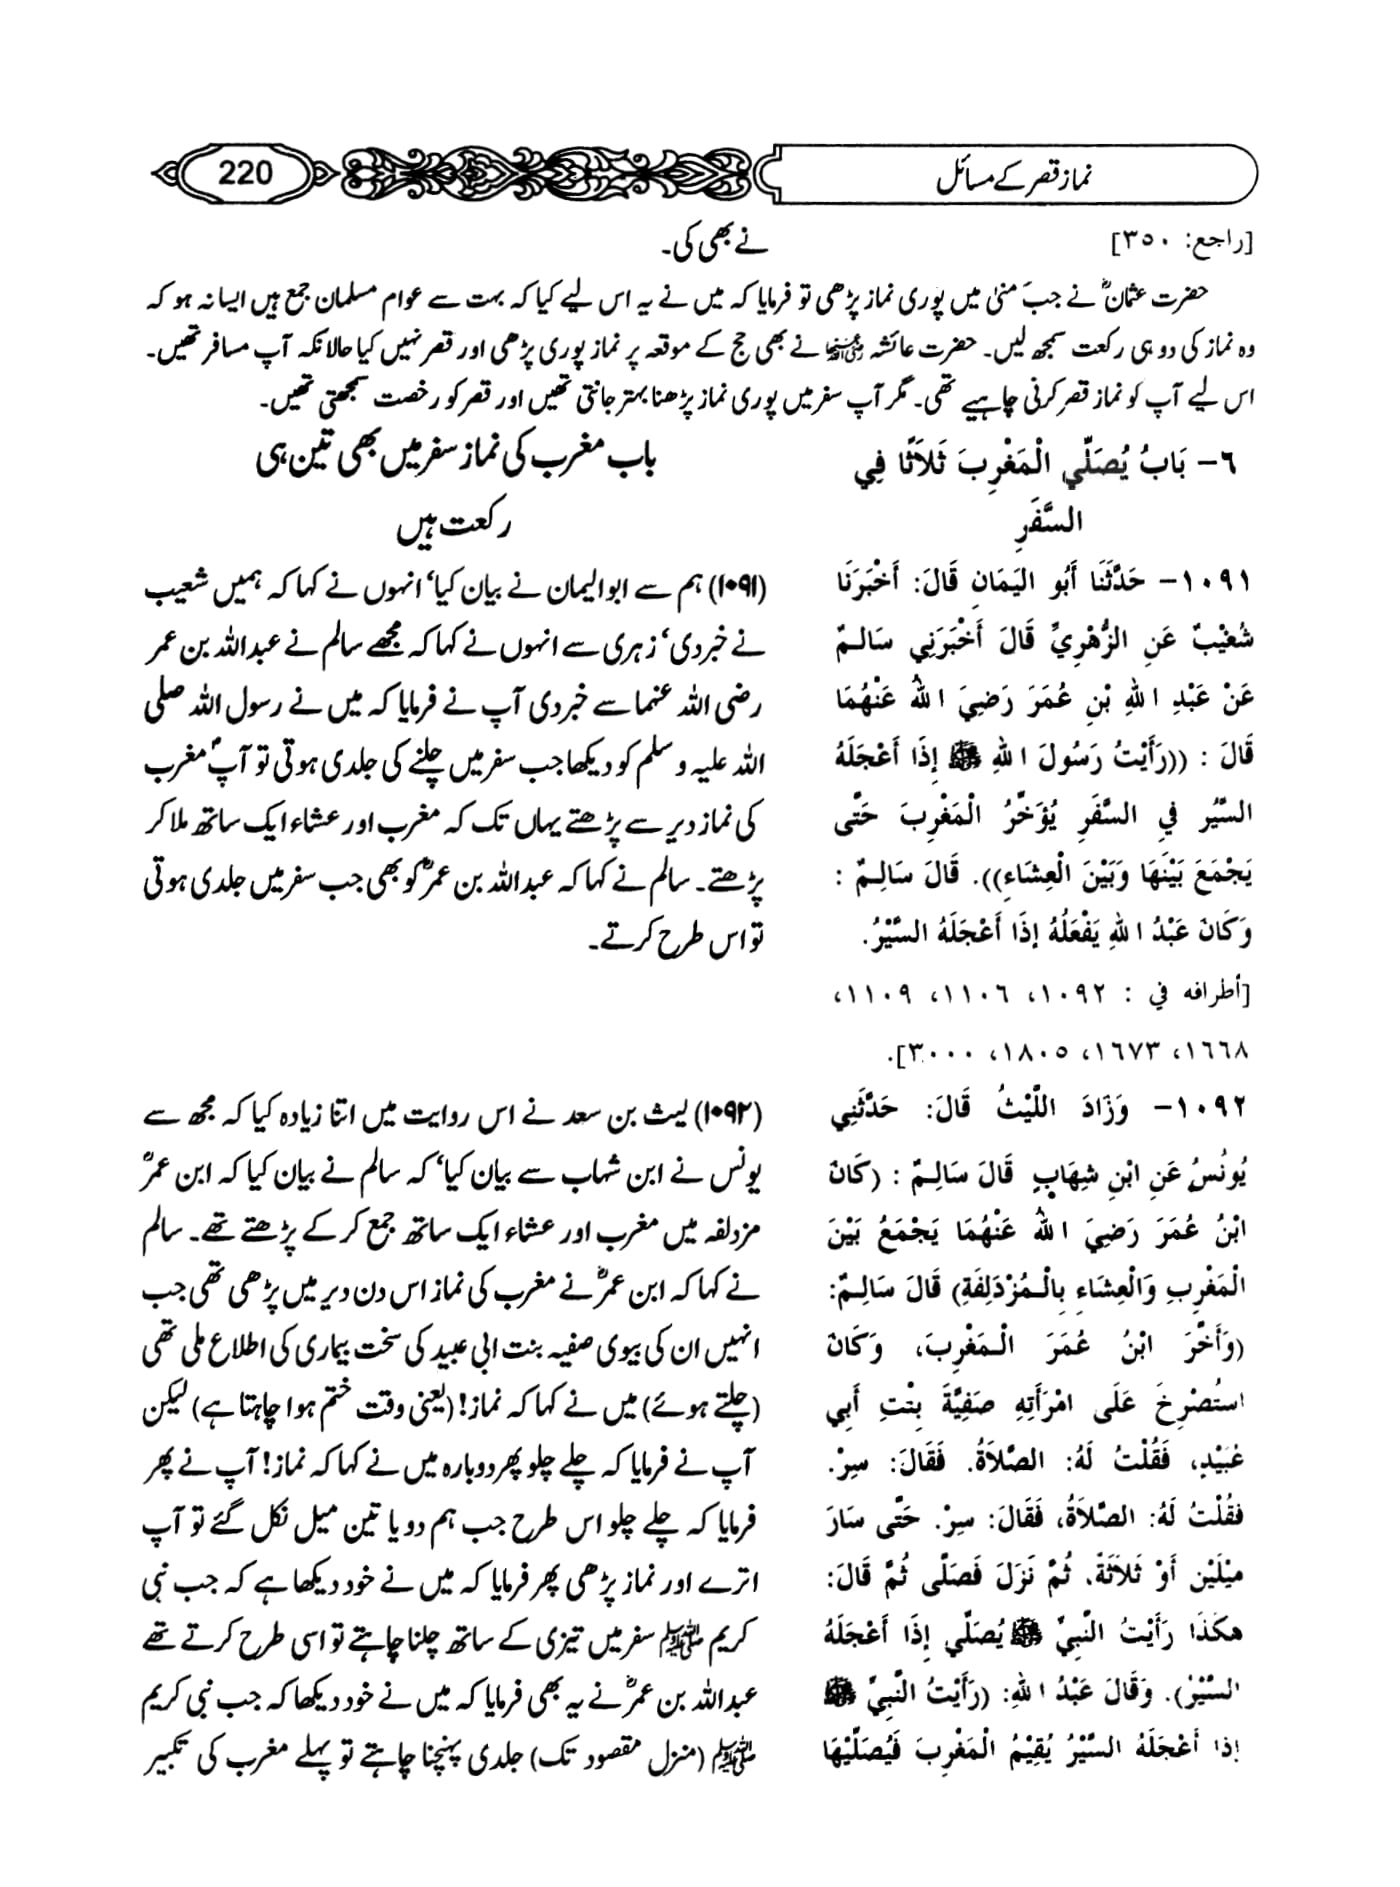 نماز قصر کے مسائل
220
[راجع: ٣٥٠]
نے بھی کی۔
حضرت عثمانؓ نے جب منیٰ میں پوری نماز پڑھی تو فرمایا کہ میں نے یہ اس لیے کیا کہ بہت سے عوام مسلمان جمع ہیں ایسا نہ ہو کہ
وہ نماز کی دو ہی رکعت سمجھ لیں۔ حضرت عائشہ رضی اللہ عنہا نے بھی حج کے موقعہ پر نماز پوری پڑھی اور قصر نہیں کیا حالانکہ آپ مسافر تھیں۔
اس لیے آپ کو نماز قصر کرنی چاہیے تھی۔ مگر آپ سفر میں پوری نماز پڑھنا بہتر جانتی تھیں اور قصر کو رخصت سمجھتی تھیں۔
٦- بَابُ يُصَلِّي الْمَغْرِبَ ثَلاَثًا فِي
السَّفَرِ
١٠٩١- حَدَّثَنَا أَبُو الْيَمَانِ قَالَ: أَخْبَرَنَا
شُعَيْبٌ عَنِ الزُّهْرِيِّ قَالَ أَخْبَرَنِي سَالِمٌ
عَنْ عَبْدِ اللهِ بْنِ عُمَرَ رَضِيَ اللهُ عَنْهُمَا
قَالَ : ((رَأَيْتُ رَسُولَ اللهِ ﷺ إِذَا أَعْجَلَهُ
السَّيْرُ فِي السَّفَرِ يُؤَخِّرُ الْمَغْرِبَ حَتَّى
يَجْمَعَ بَيْنَهَا وَبَيْنَ الْعِشَاءِ)). قَالَ سَالِمٌ :
وَكَانَ عَبْدُ اللهِ يَفْعَلُهُ إِذَا أَعْجَلَهُ السَّيْرُ.
[أطرافه في : ١٠٩٢، ١١٠٦، ١١٠٩،
١٦٦٨، ١٦٧٣، ١٨٠٥، ٣٠٠٠].
١٠٩٢- وَزَادَ اللَّيْثُ قَالَ: حَدَّثَنِي
يُونُسُ عَنِ ابْنِ شِهَابٍ قَالَ سَالِمٌ : (كَانَ
ابْنُ عُمَرَ رَضِيَ اللهُ عَنْهُمَا يَجْمَعُ بَيْنَ
الْمَغْرِبِ وَالْعِشَاءِ بِالْمُزْدَلِفَةِ) قَالَ سَالِمٌ:
(وَأَخَّرَ ابْنُ عُمَرَ الْمَغْرِبَ، وَكَانَ
اسْتُصْرِخَ عَلَى امْرَأَتِهِ صَفِيَّةَ بِنْتِ أَبِي
عُبَيْدٍ، فَقُلْتُ لَهُ: الصَّلاَةُ. فَقَالَ: سِرْ.
فَقُلْتُ لَهُ: الصَّلاَةُ، فَقَالَ: سِرْ. حَتَّى سَارَ
مِيْلَيْنِ أَوْ ثَلاَثَةً. ثُمَّ نَزَلَ فَصَلَّى ثُمَّ قَالَ:
هَكَذَا رَأَيْتُ النَّبِيَّ ﷺ يُصَلِّي إِذَا أَعْجَلَهُ
السَّيْرُ). وَقَالَ عَبْدُ اللهِ: (رَأَيْتُ النَّبِيَّ ﷺ
إِذَا أَعْجَلَهُ السَّيْرُ يُقِيْمُ الْمَغْرِبَ فَيُصَلِّيْهَا
باب مغرب کی نماز سفر میں بھی تین ہی
رکعت ہیں
(۱۰۹۱) ہم سے ابوالیمان نے بیان کیا' انہوں نے کہا کہ ہمیں شعیب
نے خبر دی' زہری سے انہوں نے کہا کہ مجھے سالم نے عبداللہ بن عمر
رضی اللہ عنہما سے خبر دی آپ نے فرمایا کہ میں نے رسول اللہ صلی
اللہ علیہ و سلم کو دیکھا جب سفر میں چلنے کی جلدی ہوتی تو آپؐ مغرب
کی نماز دیر سے پڑھتے یہاں تک کہ مغرب اور عشاء ایک ساتھ ملا کر
پڑھتے۔ سالم نے کہا کہ عبداللہ بن عمرؓ کو بھی جب سفر میں جلدی ہوتی
تو اس طرح کرتے۔
(۱۰۹۲) لیث بن سعد نے اس روایت میں اتنا زیادہ کیا کہ مجھ سے
یونس نے ابن شہاب سے بیان کیا' کہ سالم نے بیان کیا کہ ابن عمرؓ
مزدلفہ میں مغرب اور عشاء ایک ساتھ جمع کر کے پڑھتے تھے۔ سالم
نے کہا کہ ابن عمرؓ نے مغرب کی نماز اس دن دیر میں پڑھی تھی جب
انہیں ان کی بیوی صفیہ بنت ابی عبید کی سخت بیماری کی اطلاع ملی تھی
(چلتے ہوئے) میں نے کہا کہ نماز! (یعنی وقت ختم ہوا چاہتا ہے) لیکن
آپ نے فرمایا کہ چلے چلو پھر دوبارہ میں نے کہا کہ نماز! آپ نے پھر
فرمایا کہ چلے چلو اس طرح جب ہم دو یا تین میل نکل گئے تو آپ
اترے اور نماز پڑھی پھر فرمایا کہ میں نے خود دیکھا ہے کہ جب نبی
کریم ﷺ سفر میں تیزی کے ساتھ چلنا چاہتے تو اسی طرح کرتے تھے
عبداللہ بن عمرؓ نے یہ بھی فرمایا کہ میں نے خود دیکھا کہ جب نبی کریم
ﷺ (منزل مقصود تک) جلدی پہنچنا چاہتے تو پہلے مغرب کی تکبیر